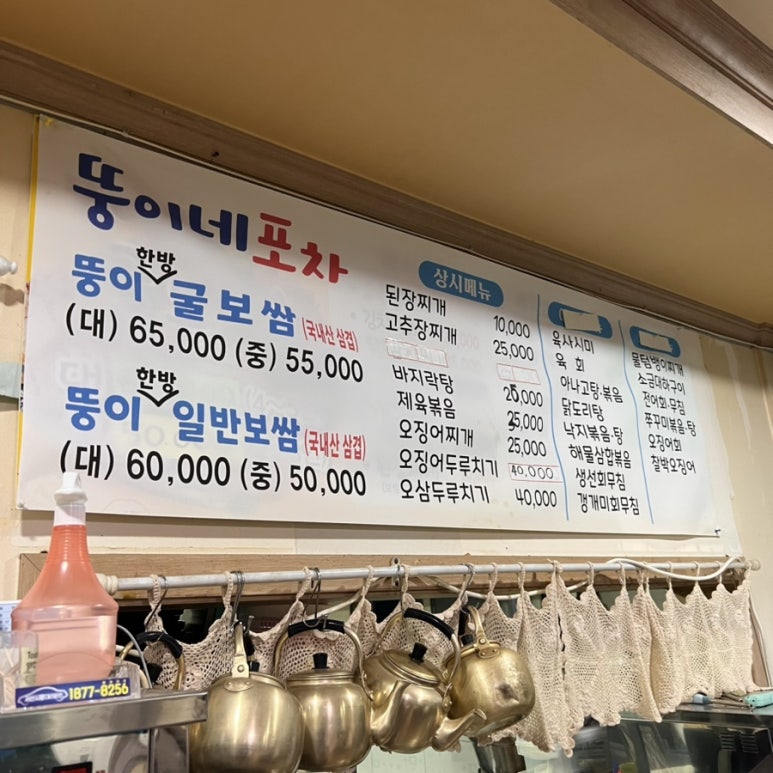 뚱이네포차
뚱이 한방 굴보쌈 (국내산 삼겹)
(대) 65,000 (중) 55,000
뚱이 한방 일반보쌈 (국내산 삼겹)
(대) 60,000 (중) 50,000
상시메뉴
된장찌개 10,000
고추장찌개 25,000
바지락탕 25,000
제육볶음 25,000
오징어찌개 25,000
오징어두루치기 40,000
오삼두루치기 40,000
육사시미
육 회
아나고탕·볶음
닭도리탕
낙지볶음·탕
해물삼합볶음
생선회무침
갱개미회무침
물텀벙이찌개
소금대하구이
전어회·무침
쭈꾸미볶음·탕
오징어회
찰박오징어
1877-8256